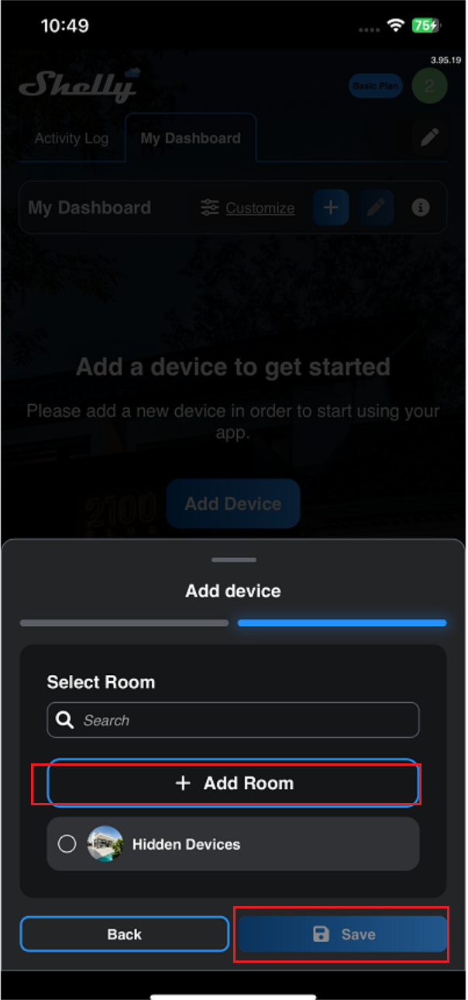 10:49
75
3.95.19
Shelly
Basic Plan
2
Activity Log
My Dashboard
My Dashboard
Customize
Add a device to get started
Please add a new device in order to start using your
app.
2100
Add Device
Add device
Select Room
Search
+ Add Room
Hidden Devices
Back
Save